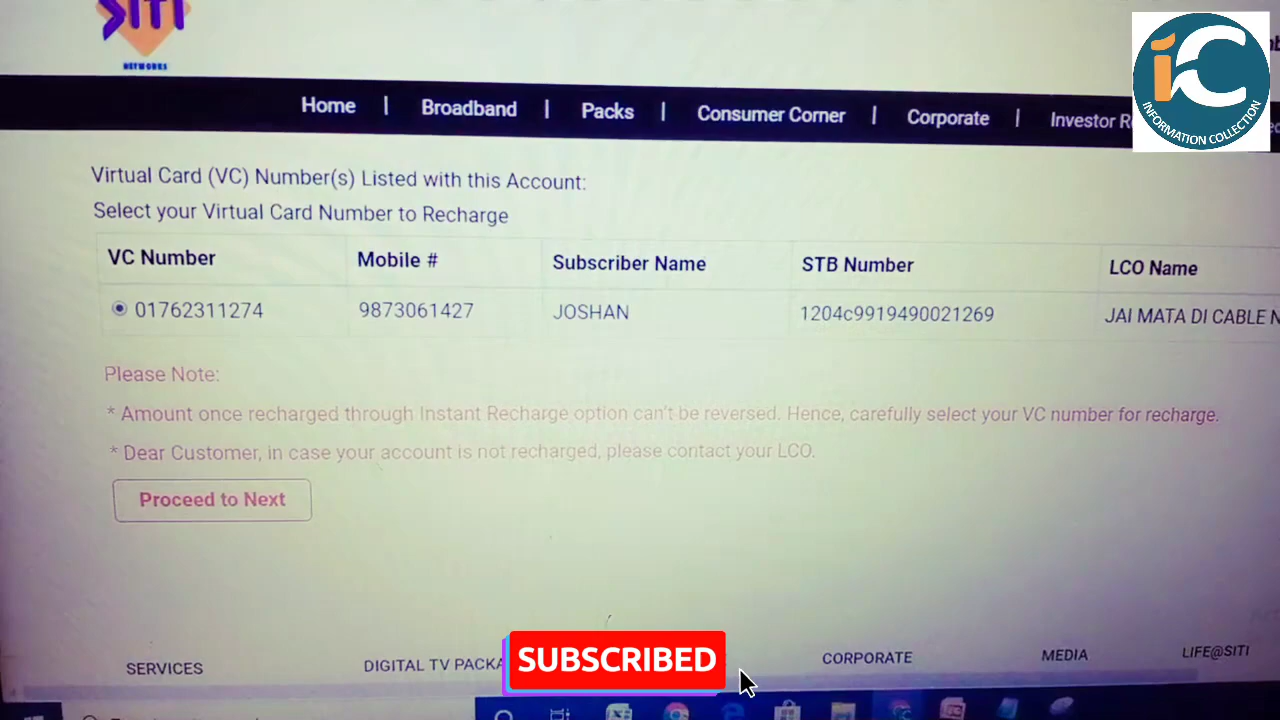 SITI
NETWORKS
iC
INFORMATION COLLECTION
Home | Broadband | Packs | Consumer Corner | Corporate | Investor
Virtual Card (VC) Number(s) Listed with this Account:
Select your Virtual Card Number to Recharge
VC Number Mobile # Subscriber Name STB Number LCO Name
01762311274 9873061427 JOSHAN 1204c9919490021269 JAI MATA DI CABLE N
Please Note:
* Amount once recharged through Instant Recharge option can't be reversed. Hence, carefully select your VC number for recharge.
* Dear Customer, in case your account is not recharged, please contact your LCO.
Proceed to Next
SERVICES DIGITAL TV PACKA CORPORATE MEDIA LIFE@SITI
SUBSCRIBED